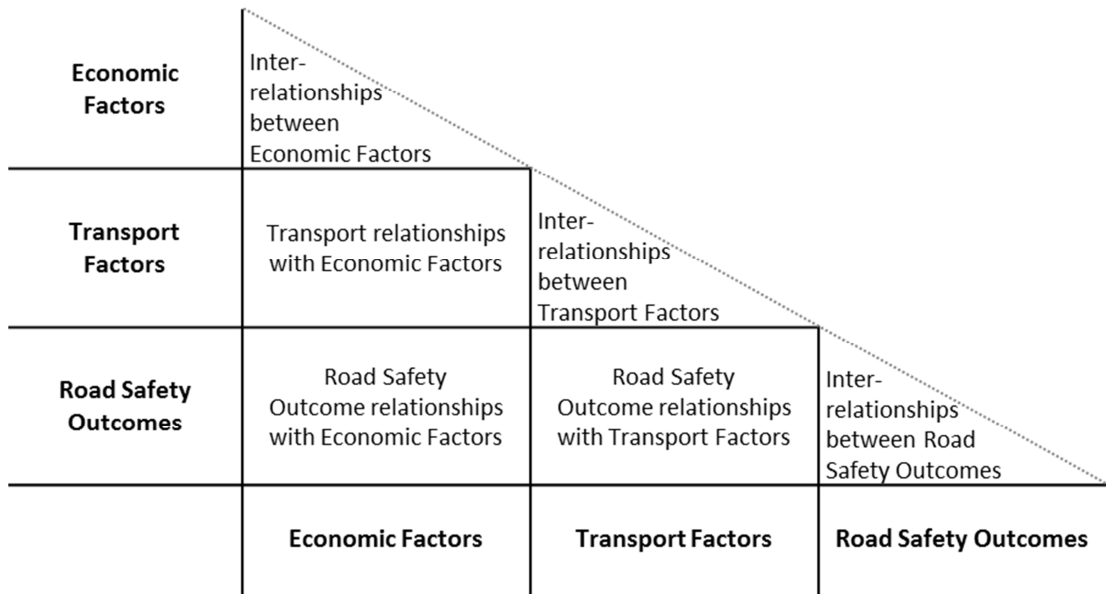 Economic
Factors
Inter-
relationships
between
Economic Factors
Transport
Factors
Transport relationships
with Economic Factors
Inter-
relationships
between
Transport Factors
Road Safety
Outcomes
Road Safety
Outcome relationships
with Economic Factors
Road Safety
Outcome relationships
with Transport Factors
Inter-
relationships
between Road
Safety Outcomes
Economic Factors
Transport Factors
Road Safety Outcomes